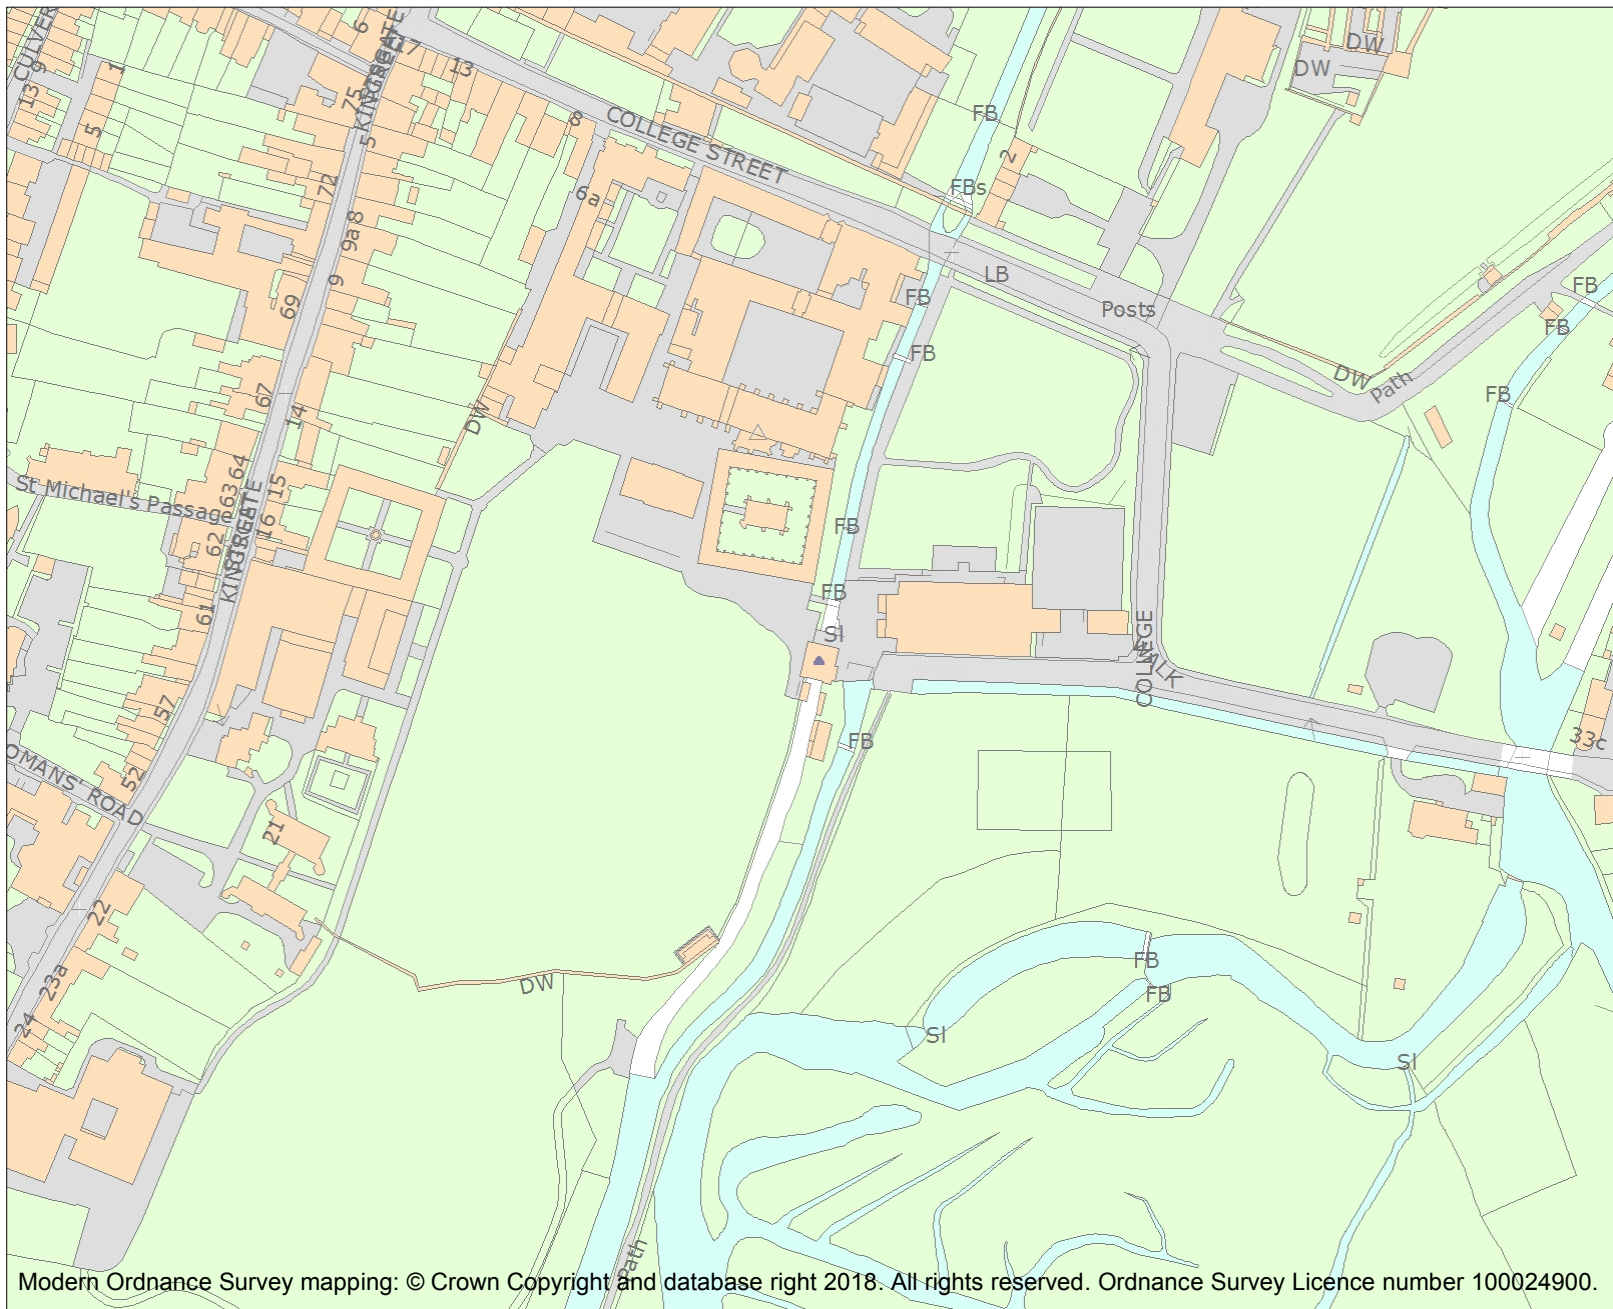 CULVER
13
9
1
5
6
17
KINGSGATE
13
75
5
8
COLLEGE STREET
72
6a
8
9a
9
69
67
14
DW
64
63
15
16
62
St Michael's Passage
KINGSGATE
61
57
52
OMANS' ROAD
21
22
23a
24
DW
DW
DW
FB
2
FBs
LB
FB
Posts
FB
FB
FB
DW
Path
FB
FB
FB
SI
COLLEGE
WALK
FB
33c
FB
FB
SI
SI
DW
Path
Modern Ordnance Survey mapping: © Crown Copyright and database right 2018. All rights reserved. Ordnance Survey Licence number 100024900.